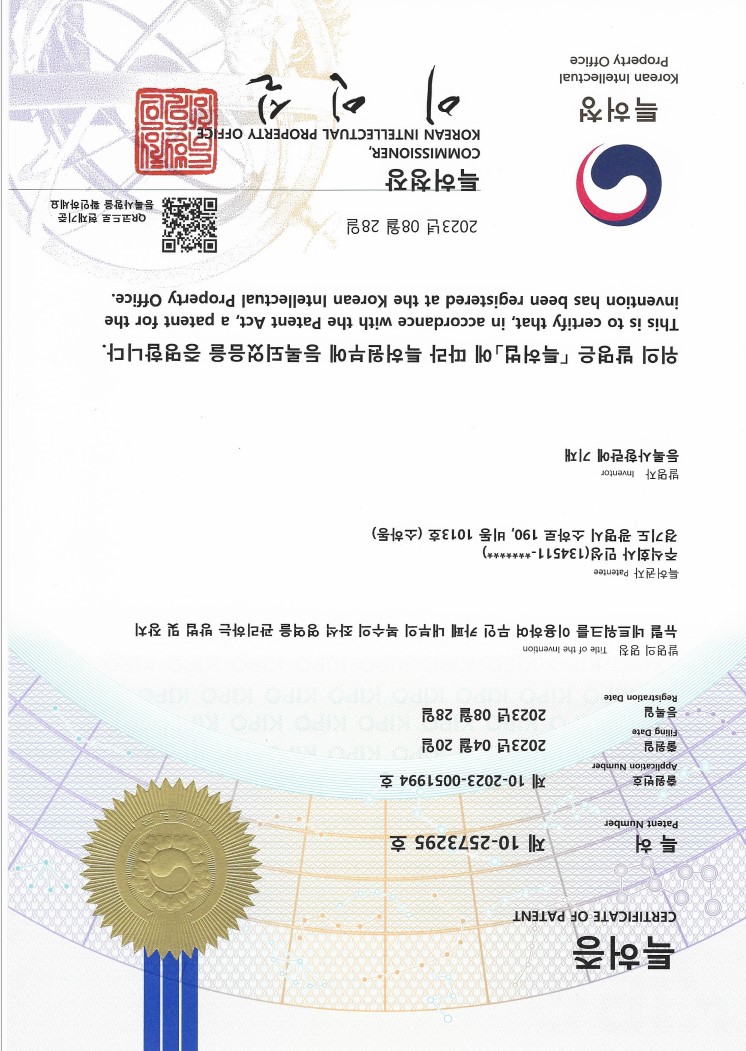 특허증
CERTIFICATE OF PATENT
특 허 제 10-2573295 호
Patent Number
출원번호 제 10-2023-0051994 호
Application Number
출원일 2023년 04월 20일
Filing Date
등록일 2023년 08월 28일
Registration Date
KIPO KIPO KIPO KIPO KIPO
발명의 명칭 Title of the Invention
뉴럴 네트워크를 이용하여 무인 카페 내부의 복수의 좌석 영역을 관리하는 방법 및 장치
특허권자 Patentee
주식회사 민성(134511-*******)
경기도 광명시 소하로 190, 비동 1013호 (소하동)
발명자 Inventor
등록사항란에 기재
위의 발명은 「특허법」에 따라 특허원부에 등록되었음을 증명합니다.
This is to certify that, in accordance with the Patent Act, a patent for the
invention has been registered at the Korean Intellectual Property Office.
2023년 08월 28일
QR코드로 현재기준
등록사항을 확인하세요
특허청장
COMMISSIONER,
KOREAN INTELLECTUAL PROPERTY OFFICE
이 인 실
특허청
Korean Intellectual
Property Office